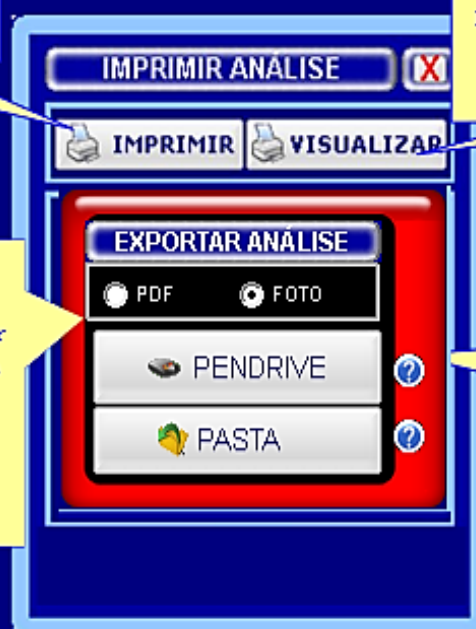 IMPRIMIR ANÁLISE X
IMPRIMIR VISUALIZAR
EXPORTAR ANÁLISE
PDF FOTO
PENDRIVE ?
PASTA ?